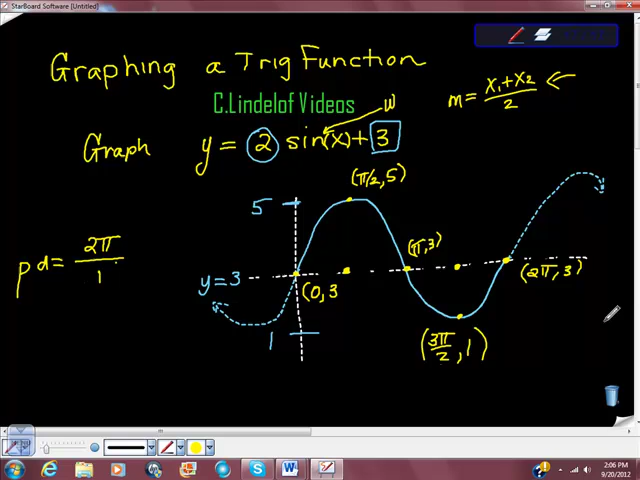 StarBoard Software [Windows]
Graphing a Trig Function
m = x₁+x₂/2
C.Lindelof Videos
w
Graph y = 2 sin(x)+3
(π/2, 5)
5
pd = 2π/1
(π,3)
y=3
(0,3
(2π,3)
1
(3π/2, 1)
2:06 PM
9/20/2012